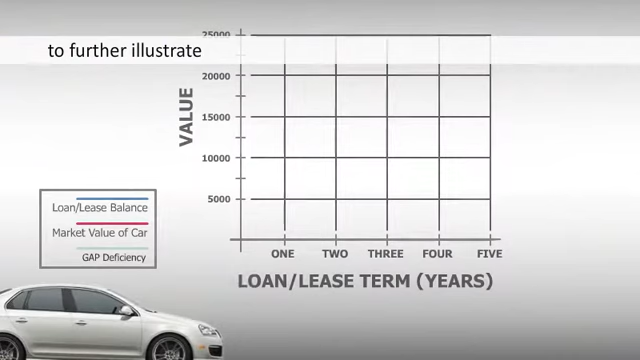 to further illustrate
25000
20000
15000
10000
5000
VALUE
ONE TWO THREE FOUR FIVE
LOAN/LEASE TERM (YEARS)
Loan/Lease Balance
Market Value of Car
GAP Deficiency